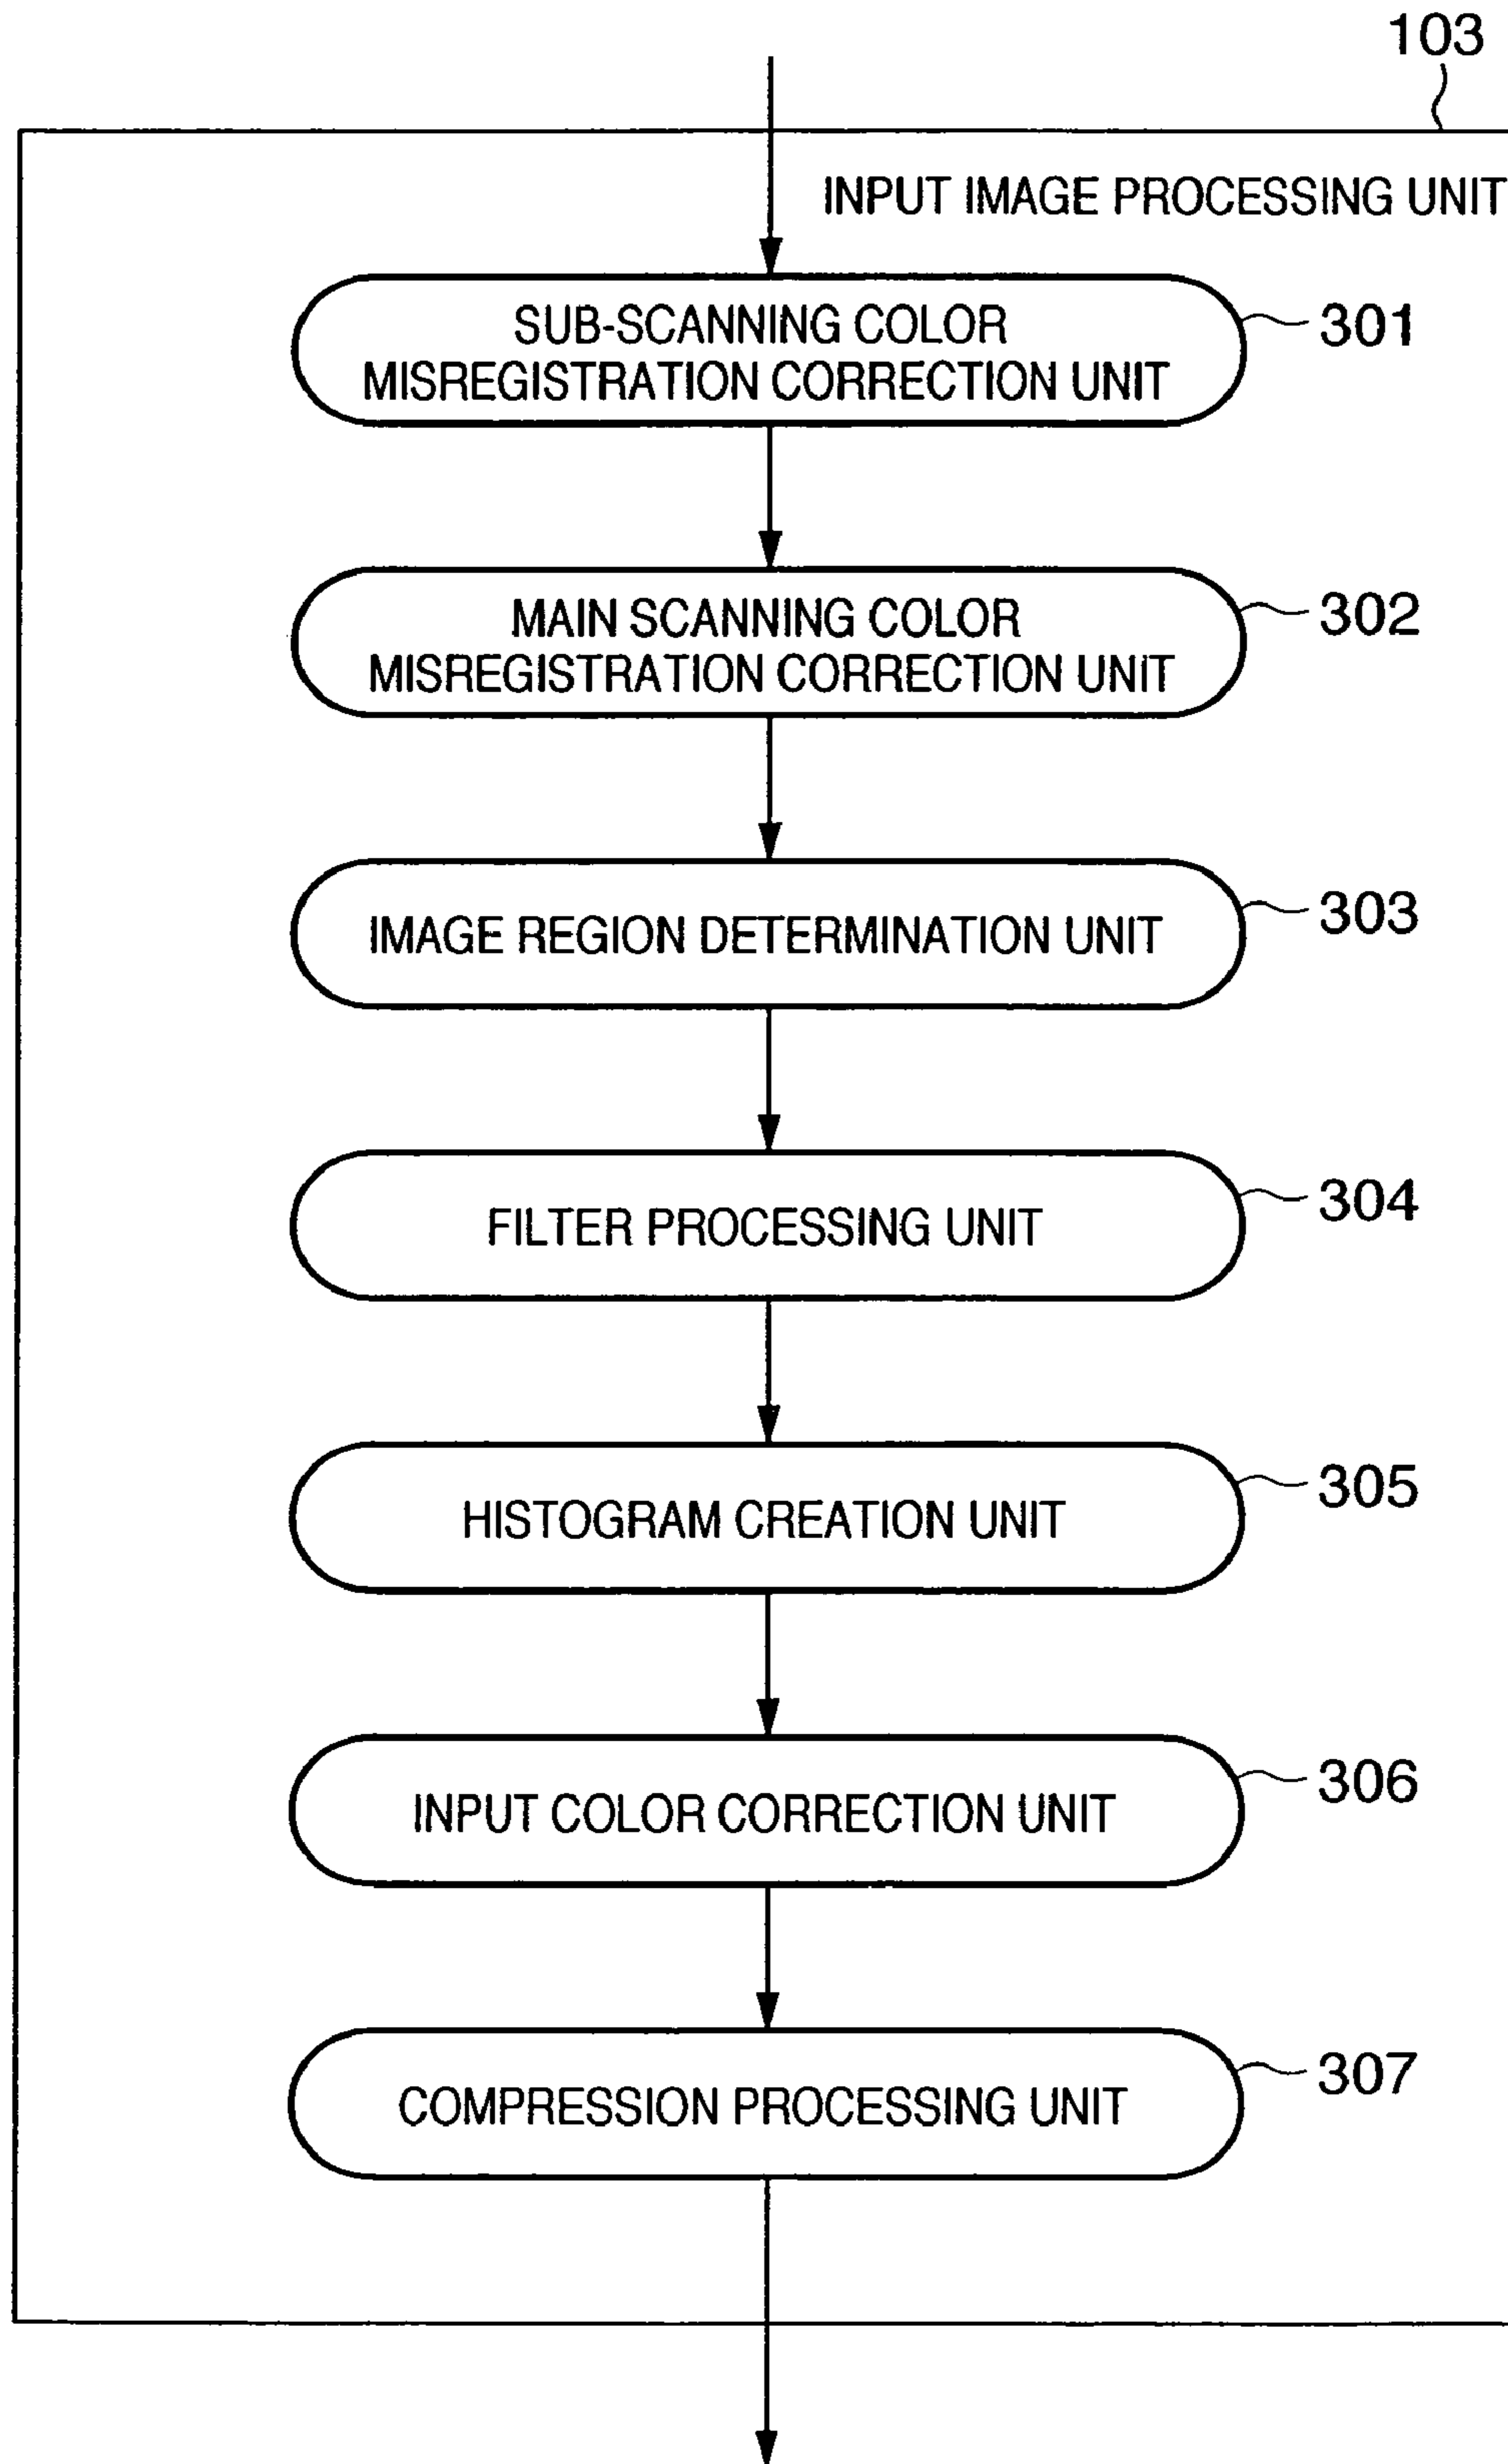 103
INPUT IMAGE PROCESSING UNIT
SUB-SCANNING COLOR
MISREGISTRATION CORRECTION UNIT
301
MAIN SCANNING COLOR
MISREGISTRATION CORRECTION UNIT
302
IMAGE REGION DETERMINATION UNIT
303
FILTER PROCESSING UNIT
304
HISTOGRAM CREATION UNIT
305
INPUT COLOR CORRECTION UNIT
306
COMPRESSION PROCESSING UNIT
307